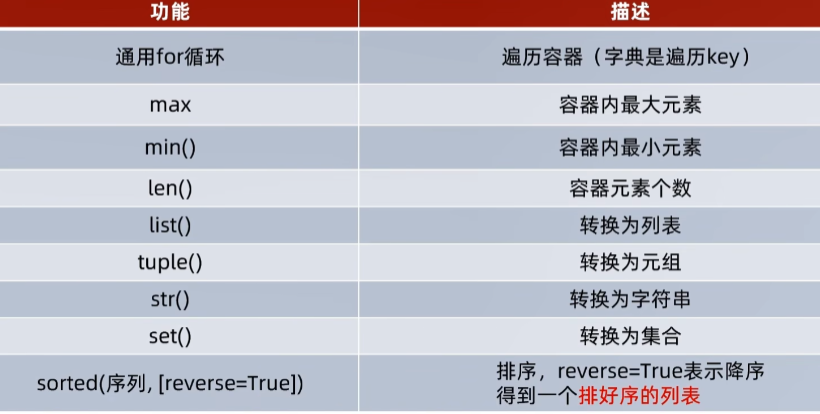 功能 描述
通用for循环 遍历容器（字典是遍历key）
max 容器内最大元素
min() 容器内最小元素
len() 容器元素个数
list() 转换为列表
tuple() 转换为元组
str() 转换为字符串
set() 转换为集合
sorted(序列, [reverse=True]) 排序，reverse=True表示降序
得到一个排好序的列表